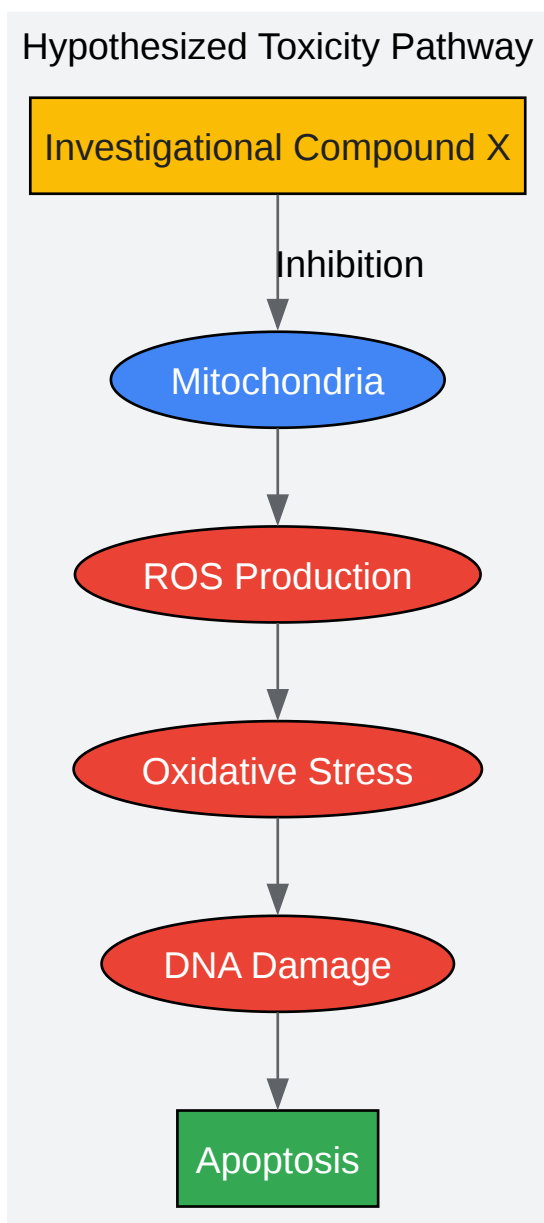 Hypothesized Toxicity Pathway
Investigational Compound X
Inhibition
Mitochondria
ROS Production
Oxidative Stress
DNA Damage
Apoptosis